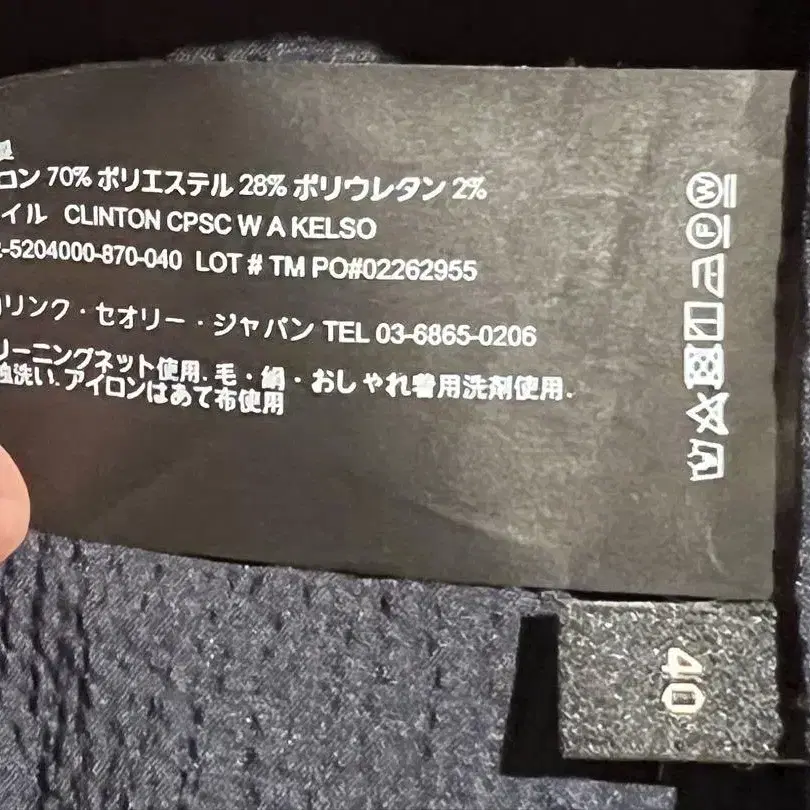 ロン 70% ポリエステル 28% ポリウレタン 2%
イル CLINTON CPSC W A KELSO
-5204000-870-040 LOT # TM PO#02262955
リンク・セオリー・ジャパン TEL 03-6865-0206
リーニングネット使用.毛・絹・おしゃれ着用洗剤使用.
洗い.アイロンはあて布使用
W
F
40